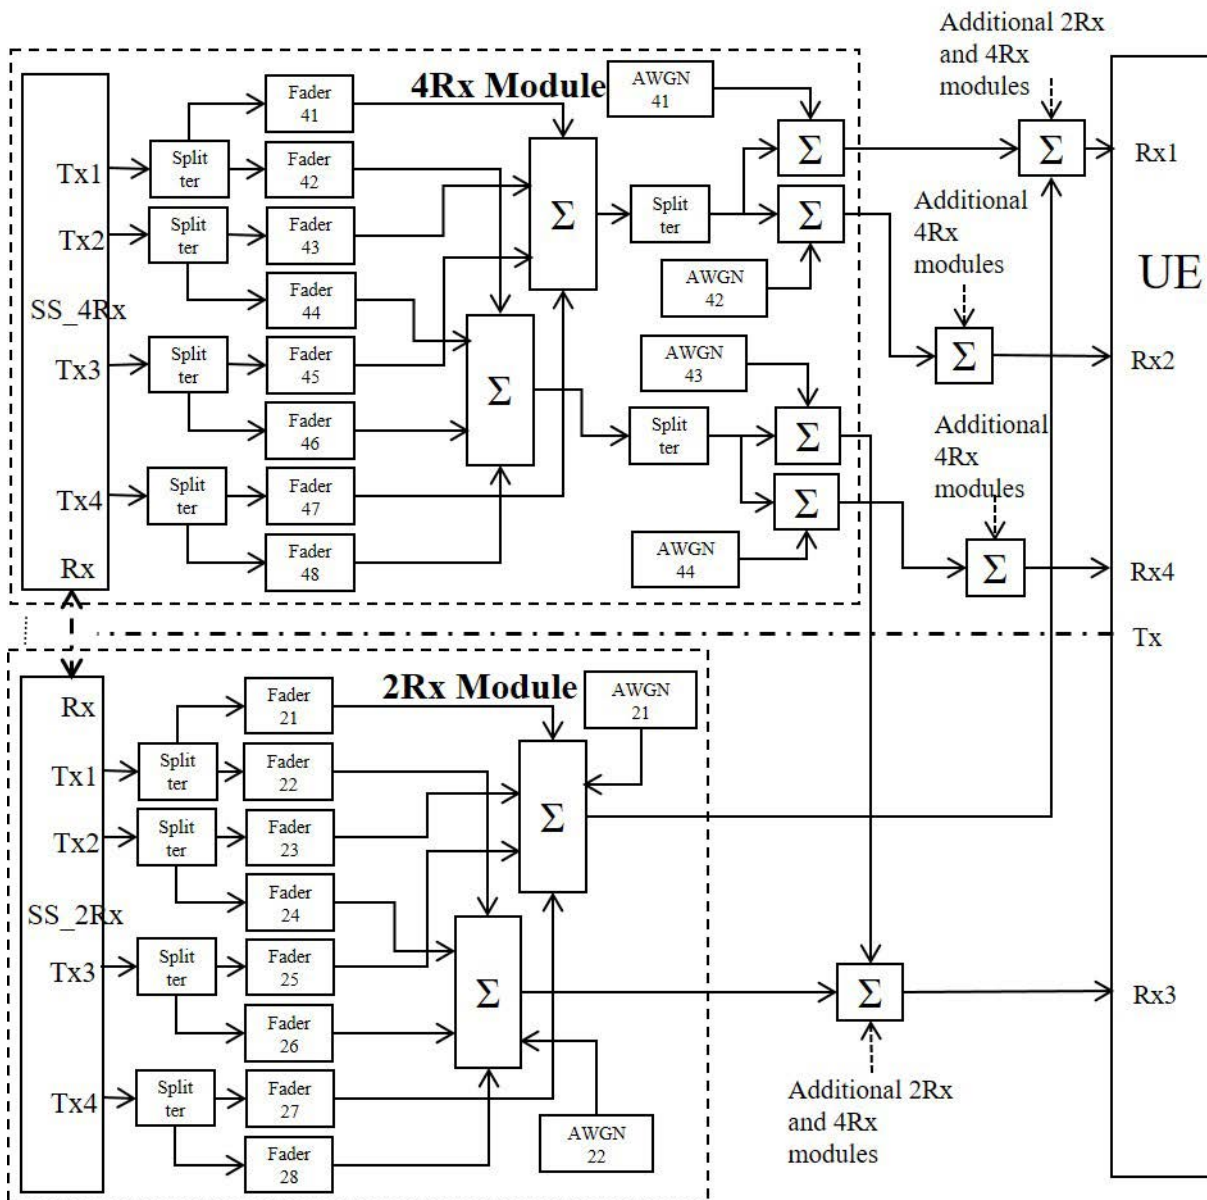 Additional 2Rx
and 4Rx
modules
4Rx Module
AWGN
41
Fader
41
Tx1
Split
ter
Fader
42
Σ
Σ
Σ
Rx1
Tx2
Split
ter
Fader
43
Σ
Split
ter
Additional
4Rx
modules
UE
SS_4Rx
Fader
44
AWGN
42
Tx3
Split
ter
Fader
45
Σ
AWGN
43
Σ
Rx2
Fader
46
Split
ter
Σ
Additional
4Rx
modules
Tx4
Split
ter
Fader
47
Σ
Rx
Fader
48
AWGN
44
Σ
Rx4
Tx
2Rx Module
AWGN
21
Rx
Fader
21
Tx1
Split
ter
Fader
22
Tx2
Split
ter
Fader
23
Σ
SS_2Rx
Fader
24
Tx3
Split
ter
Fader
25
Σ
Σ
Rx3
Fader
26
Tx4
Split
ter
Fader
27
Additional 2Rx
and 4Rx
modules
Fader
28
AWGN
22